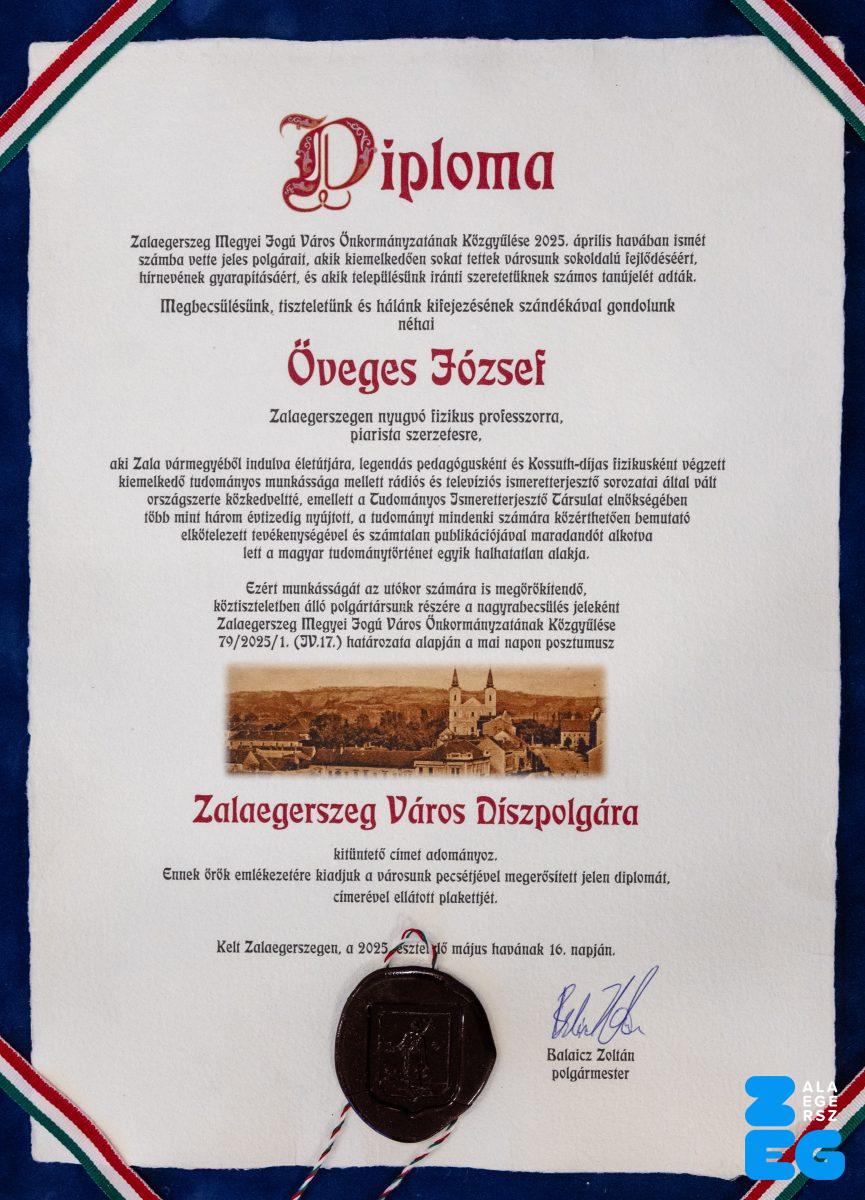 Diploma
Zalaegerszeg Megyei Jogú Város Önkormányzatának Közgyűlése 2025. április havában ismét
számba vette jeles polgárait, akik kiemelkedően sokat tettek városunk sokoldalú fejlődéséért,
hírnevének gyarapításáért, és akik településünk iránti szeretetüknek számos tanújelét adták.
Megbecsülésünk, tiszteletünk és hálánk kifejezésének szándékával gondolunk
néhai
Öveges József
Zalaegerszegen nyugvó fizikus professzorra,
piarista szerzetesre,
aki Zala vármegyéből indulva életútjára, legendás pedagógusként és Kossuth-díjas fizikusként végzett
kiemelkedő tudományos munkássága mellett rádiós és televíziós ismeretterjesztő sorozatai által vált
országszerte közkedveltté, emellett a Tudományos Ismeretterjesztő Társulat elnökségében
több mint három évtizedig nyújtott, a tudományt mindenki számára közérthetően bemutató
elkötelezett tevékenységével és számtalan publikációjával maradandót alkotva
lett a magyar tudománytörténet egyik halhatatlan alakja.
Ezért munkásságát az utókor számára is megörökítendő,
köztiszteletben álló polgártársunk részére a nagyrabecsülés jeleként
Zalaegerszeg Megyei Jogú Város Önkormányzatának Közgyűlése
79/2025/1. (IV.17.) határozata alapján a mai napon posztumusz
Zalaegerszeg Város Díszpolgára
kitüntető címet adományoz.
Ennek örök emlékezetére kiadjuk a városunk pecsétjével megerősített jelen diplomát,
címerével ellátott plakettjét.
Kelt Zalaegerszegen, a 2025. esztendő május havának 16. napján.
Balaicz Zoltán
polgármester
ZALA
EGE
RSZ
EG